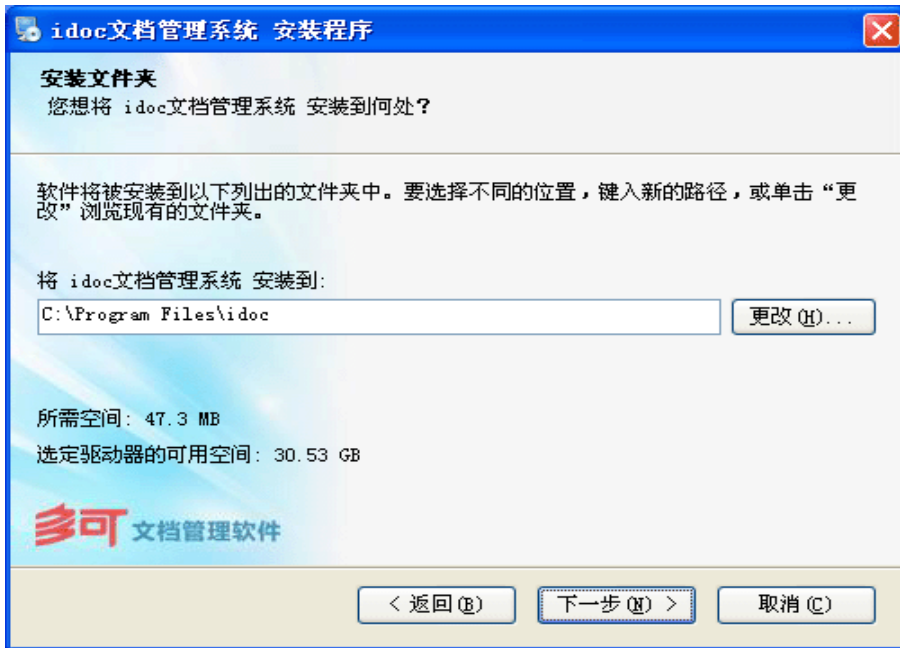 idoc文档管理系统 安装程序
安装文件夹
您想将 idoc文档管理系统 安装到何处？
软件将被安装到以下列出的文件夹中。要选择不同的位置，键入新的路径，或单击“更
改”浏览现有的文件夹。
将 idoc文档管理系统 安装到:
C:\Program Files\idoc
更改(H)...
所需空间: 47.3 MB
选定驱动器的可用空间: 30.53 GB
多可 文档管理软件
< 返回(B)
下一步(N) >
取消(C)